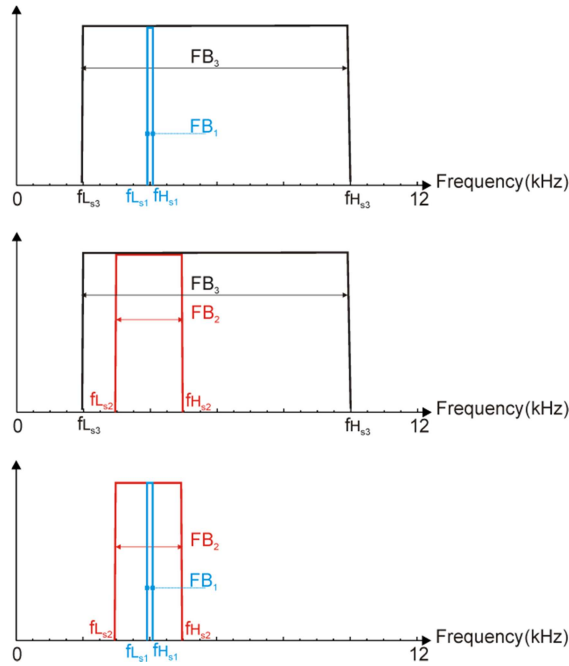 FB₃
FB₁
Frequency(kHz)
0 fLₛ₃ fLₛ₁ fHₛ₁ fHₛ₃ 12
FB₃
FB₂
fLₛ₂ fHₛ₂ Frequency(kHz)
0 fLₛ₃ fHₛ₃ 12
FB₂
FB₁
fLₛ₂ fHₛ₂ Frequency(kHz)
0 fLₛ₁ fHₛ₁ 12